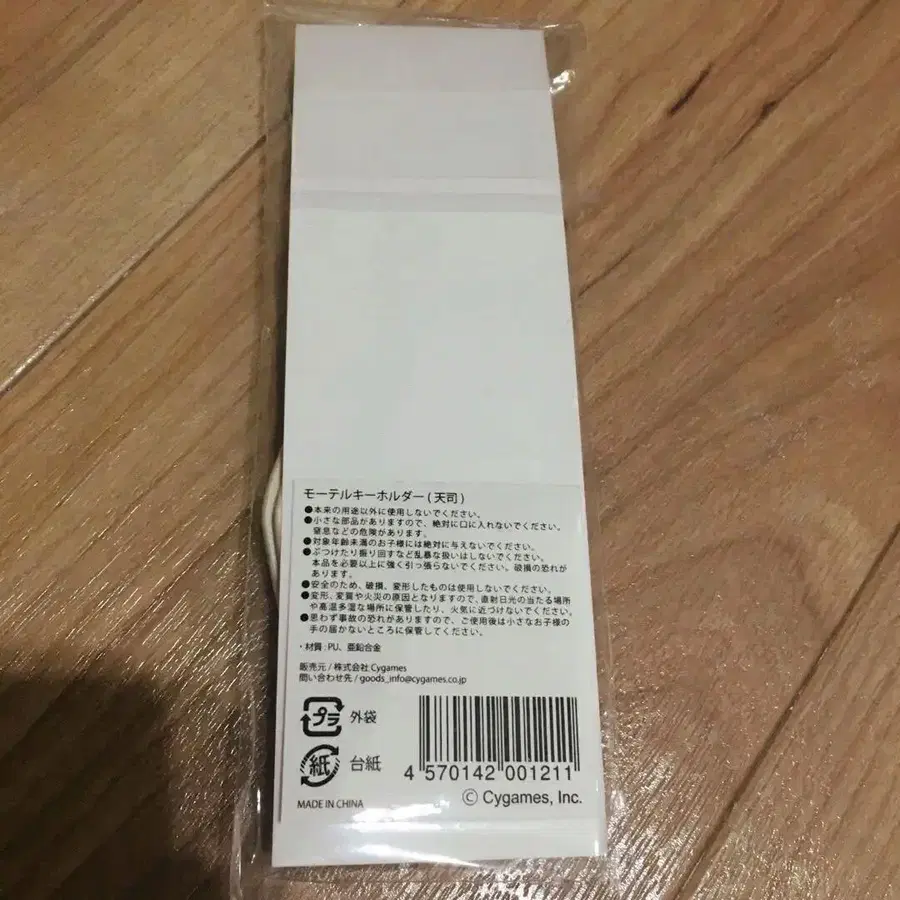 モーテルキーホルダー ( 天司 )
●本来の用途以外に使用しないでください。
●小さな部品がありますので、絶対に口に入れないでください。
窒息などの危険があります。
●対象年齢未満のお子様には絶対に与えないでください。
●ぶつけたり振り回すなど乱暴な扱いはしないでください。
本品を必要以上に強く引っ張らないでください。破損の恐れが
あります。
●安全のため、破損、変形したものは使用しないでください。
●変形、変質や火災の原因となりますので、直射日光の当たる場所
や高温多湿な場所に保管したり、火気に近づけないでください。
●思わず事故の恐れがありますので、ご使用後は小さなお子様の
手の届かないところに保管してください。
・材質 : PU、亜鉛合金
販売元 / 株式会社 Cygames
問い合わせ先 / goods_info@cygames.co.jp
プラ 外袋
紙 台紙
4 570142 001211
MADE IN CHINA
© Cygames, Inc.